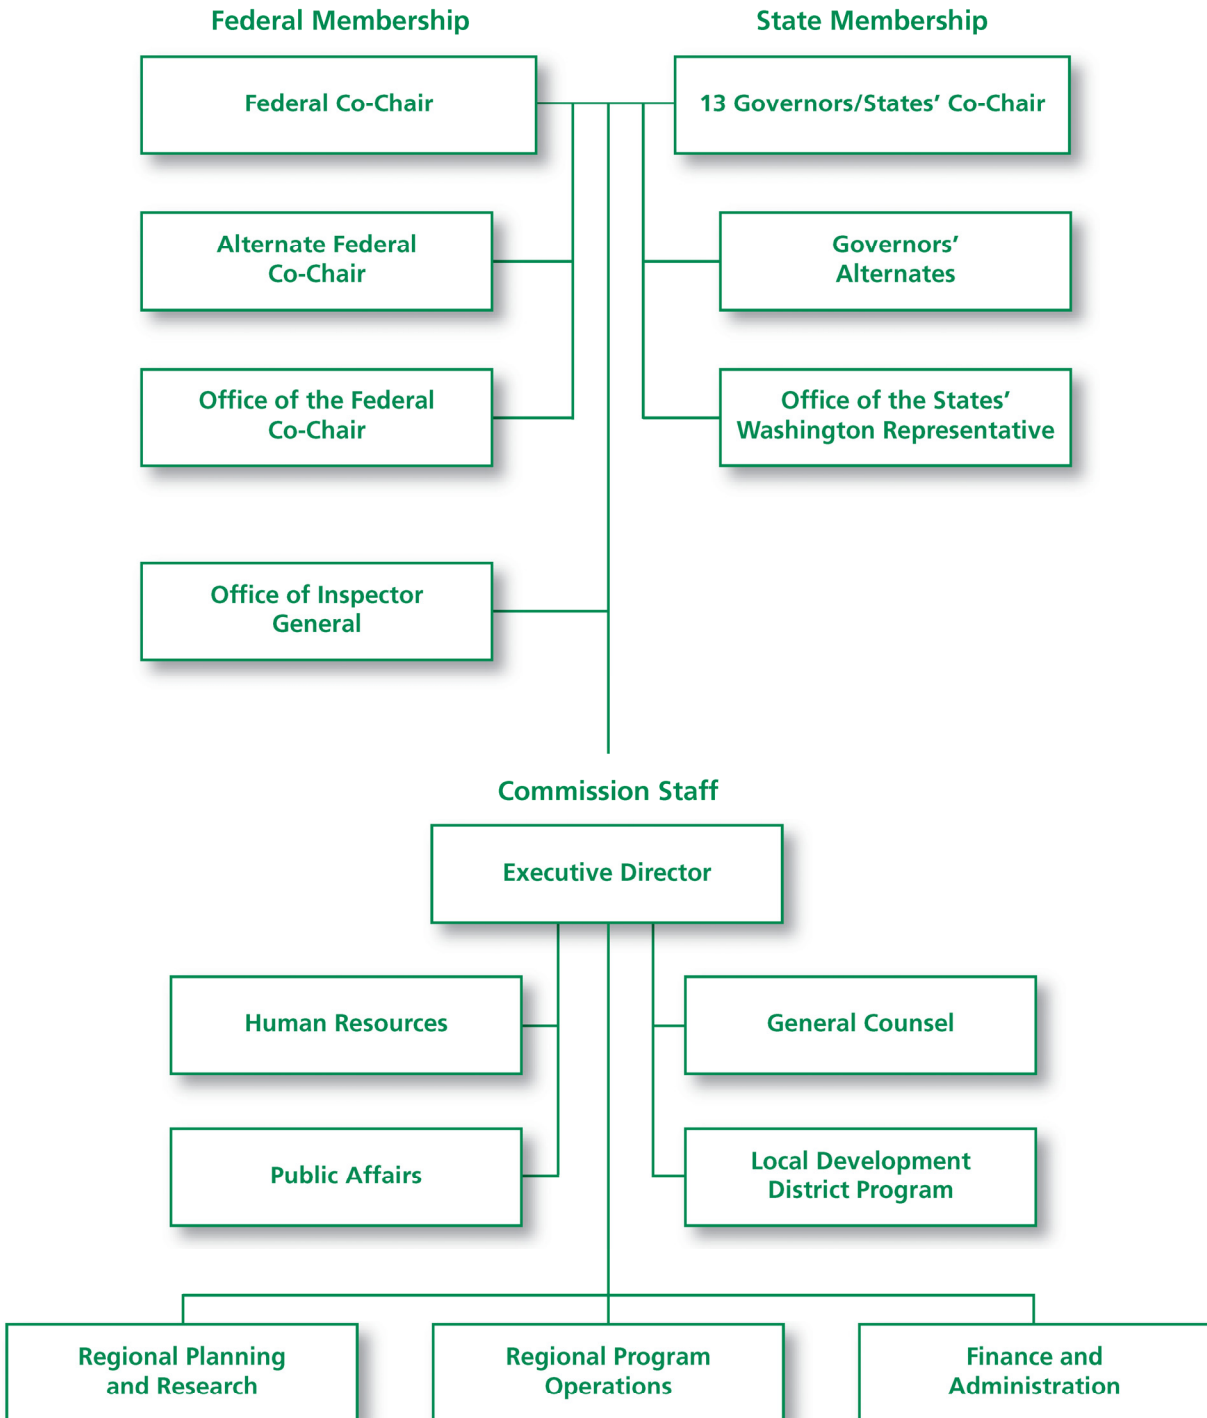 Federal Membership
State Membership
Federal Co-Chair
13 Governors/States’ Co-Chair
Alternate Federal
Co-Chair
Governors’
Alternates
Office of the Federal
Co-Chair
Office of the States’
Washington Representative
Office of Inspector
General
Commission Staff
Executive Director
Human Resources
General Counsel
Public Affairs
Local Development
District Program
Regional Planning
and Research
Regional Program
Operations
Finance and
Administration